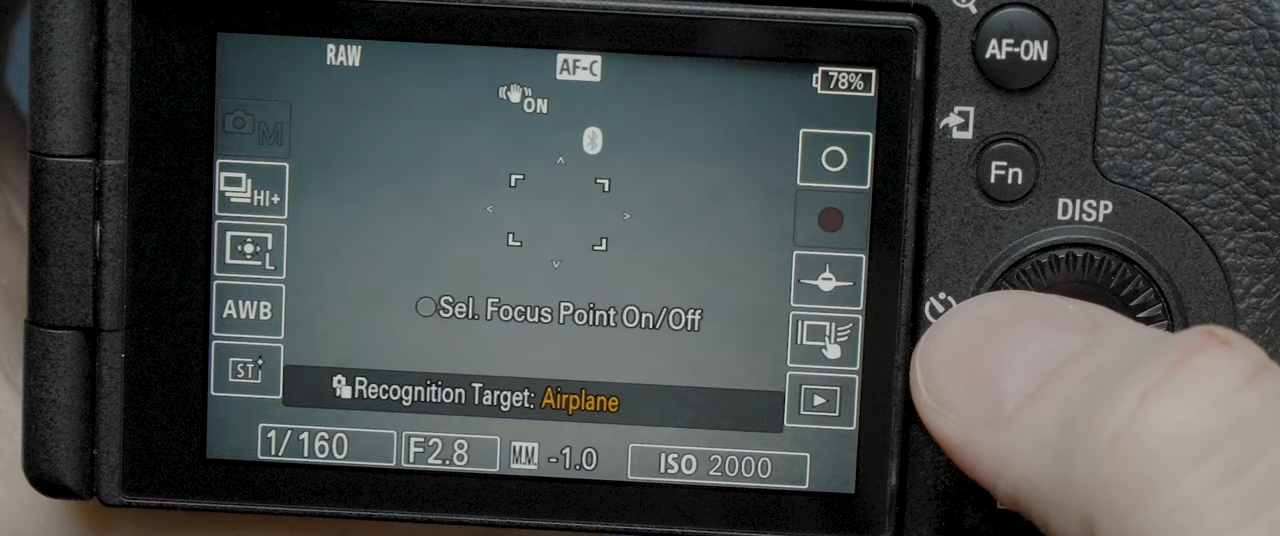 RAW
AF-C
78%
ON
M
HI+
L
AWB
ST
Sel. Focus Point On/Off
Recognition Target: Airplane
1/160
F2.8
M.M. -1.0
ISO 2000
AF-ON
Fn
DISP